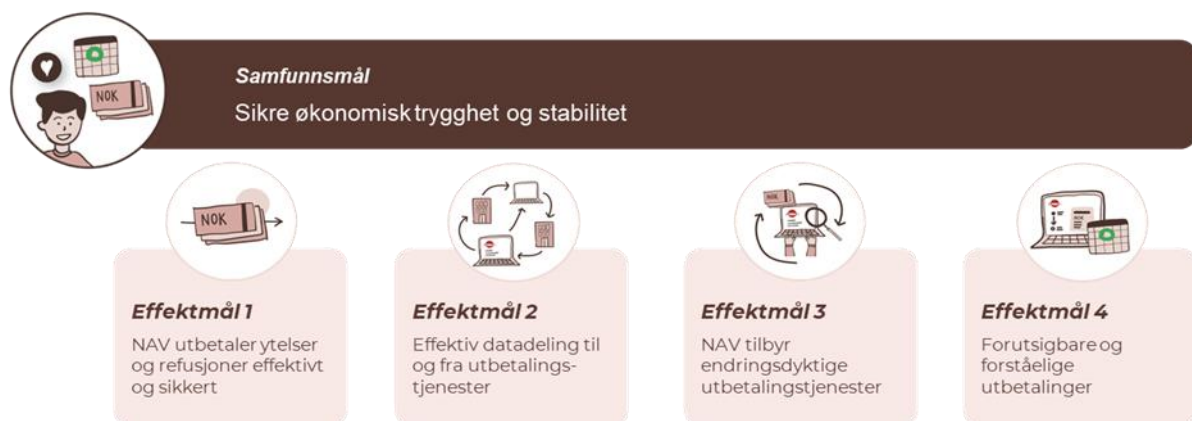 Samfunnsmål
Sikre økonomisk trygghet og stabilitet
NOK
NOK
Effektmål 1
NAV utbetaler ytelser
og refusjoner effektivt
og sikkert
Effektmål 2
Effektiv datadeling til
og fra utbetalings-
tjenester
NOK
Effektmål 3
NAV tilbyr
endringsdyktige
utbetalingstjenester
Effektmål 4
Forutsigbare og
forståelige
utbetalinger